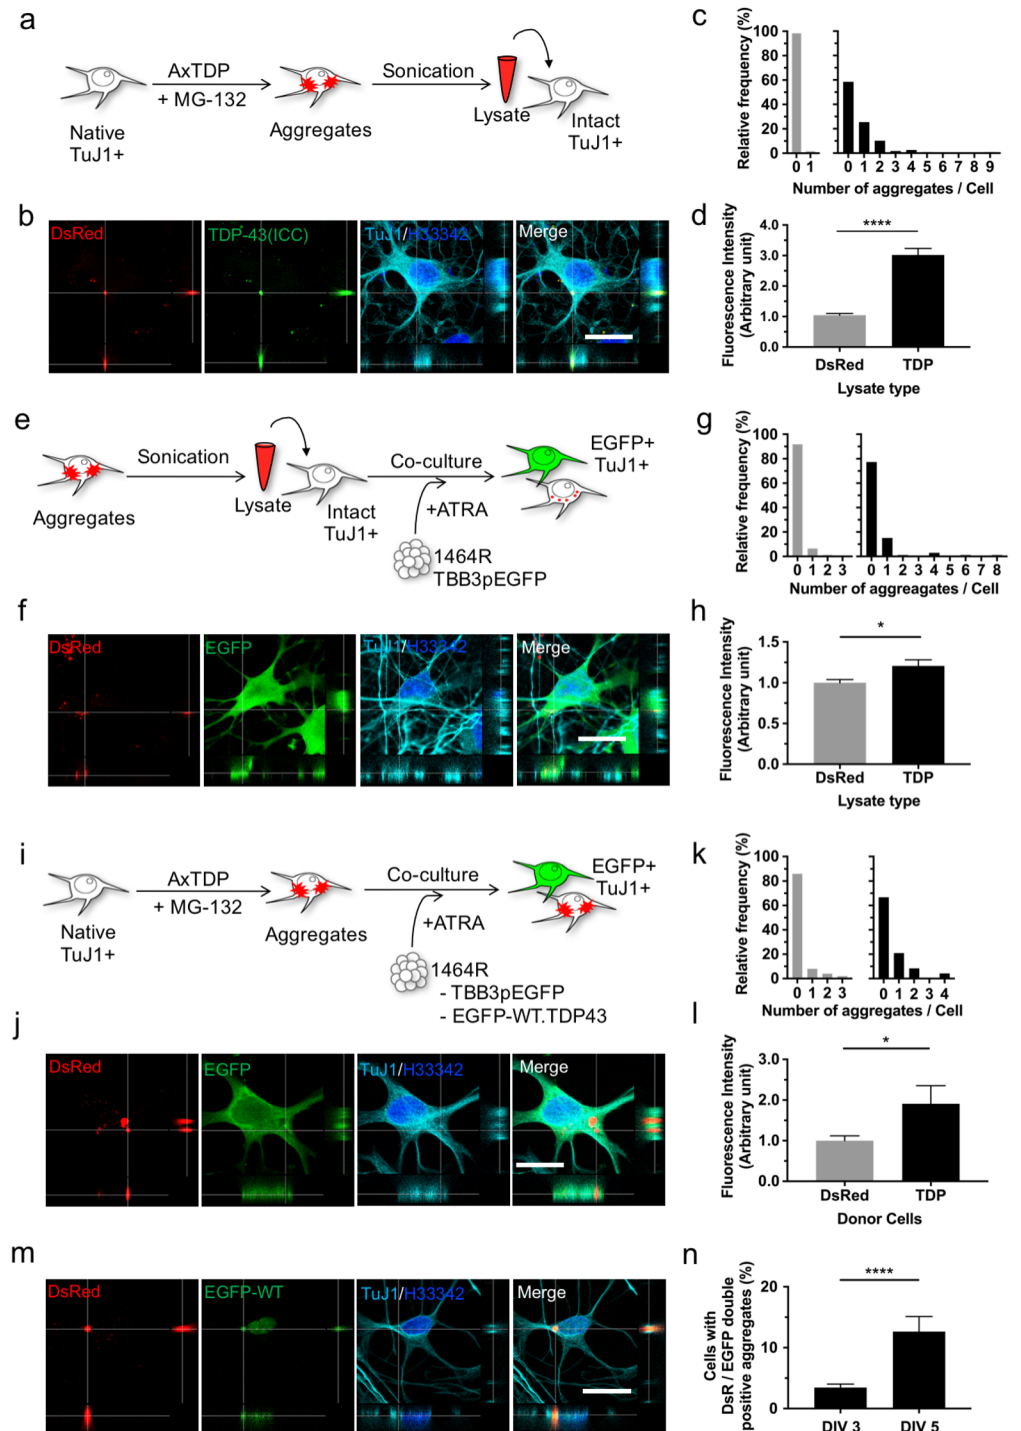 a
AxTDP
+ MG-132
Native
TuJ1+
Aggregates
Sonication
Lysate
Intact
TuJ1+
c
Relative frequency (%)
100
80
60
40
20
0
0 1
0 1 2 3 4 5 6 7 8 9
Number of aggregates / Cell
b
DsRed
TDP-43(ICC)
TuJ1/H33342
Merge
d
Fluorescence Intensity
(Arbitrary unit)
4.0
3.0
2.0
1.0
0.0
****
DsRed TDP
Lysate type
e
Aggregates
Sonication
Lysate
Intact
TuJ1+
Co-culture
+ATRA
1464R
TBB3pEGFP
EGFP+
TuJ1+
g
Relative frequency (%)
100
80
60
40
20
0
0 1 2 3
0 1 2 3 4 5 6 7 8
Number of aggreagates / Cell
f
DsRed
EGFP
TuJ1/H33342
Merge
h
Fluorescence Intensity
(Arbitrary unit)
1.5
1.0
0.5
0.0
*
DsRed TDP
Lysate type
i
Native
TuJ1+
AxTDP
+ MG-132
Aggregates
Co-culture
+ATRA
1464R
- TBB3pEGFP
- EGFP-WT.TDP43
EGFP+
TuJ1+
k
Relative frequency (%)
100
80
60
40
20
0
0 1 2 3
0 1 2 3 4
Number of aggregates / Cell
j
DsRed
EGFP
TuJ1/H33342
Merge
l
Fluorescence Intensity
(Arbitrary unit)
3.0
2.0
1.0
0.0
*
DsRed TDP
Donor Cells
m
DsRed
EGFP-WT
TuJ1/H33342
Merge
n
Cells with
DsR / EGFP double
positive aggregates (%)
20
10
0
****
DIV 3 DIV 5